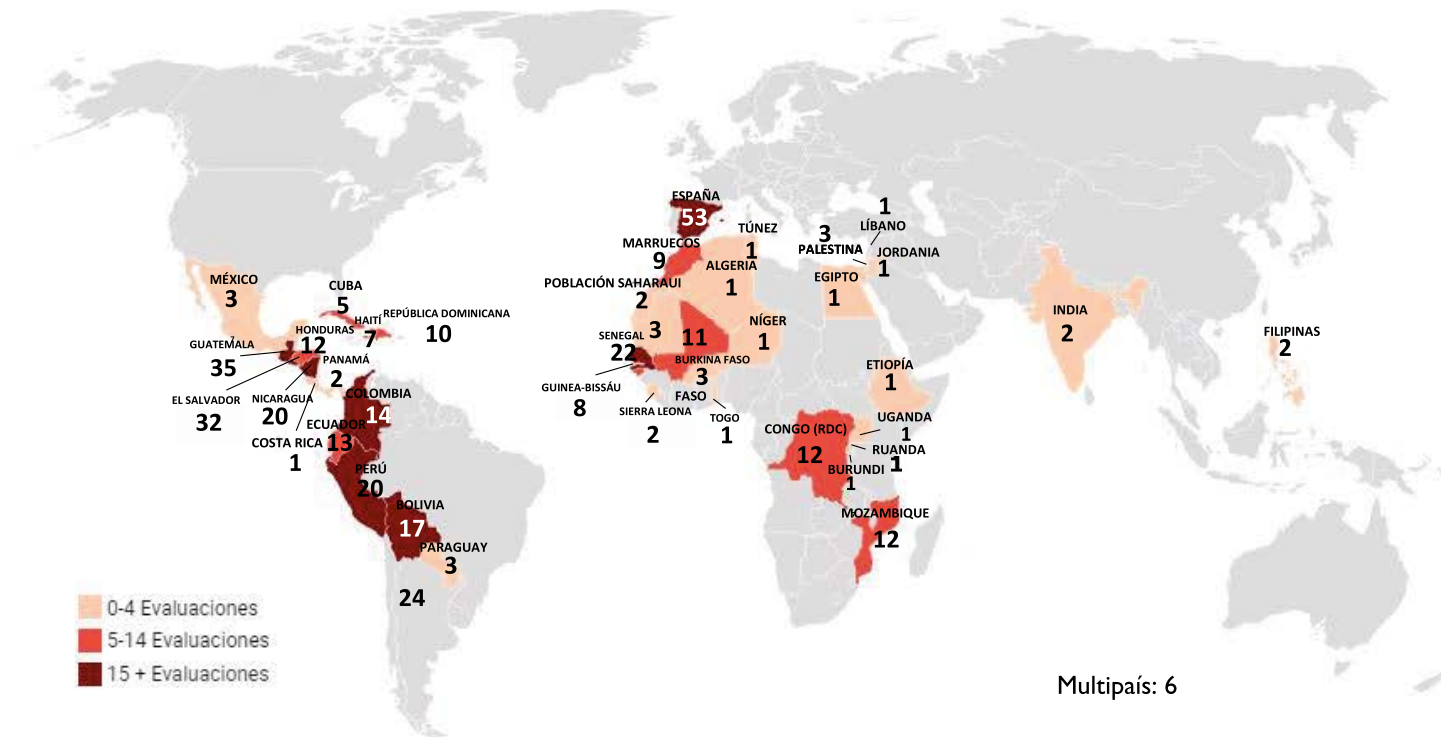 ESPAÑA
53
MARRUECOS
9
TÚNEZ
1
ALGERIA
1
POBLACIÓN SAHARAUI
2
1
LÍBANO
3
PALESTINA
JORDANIA
1
EGIPTO
1
MÉXICO
3
CUBA
5
HAITÍ
7
REPÚBLICA DOMINICANA
10
HONDURAS
12
GUATEMALA
35
PANAMÁ
2
EL SALVADOR
32
NICARAGUA
20
COSTA RICA
1
COLOMBIA
14
ECUADOR
13
PERÚ
20
BOLIVIA
17
PARAGUAY
3
24
3
11
NÍGER
1
SENEGAL
22
BURKINA FASO
3
FASO
GUINEA-BISSÁU
8
SIERRA LEONA
2
TOGO
1
ETIOPÍA
1
CONGO (RDC)
12
UGANDA
1
RUANDA
1
BURUNDI
1
MOZAMBIQUE
12
INDIA
2
FILIPINAS
2
0-4 Evaluaciones
5-14 Evaluaciones
15 + Evaluaciones
Multipaís: 6